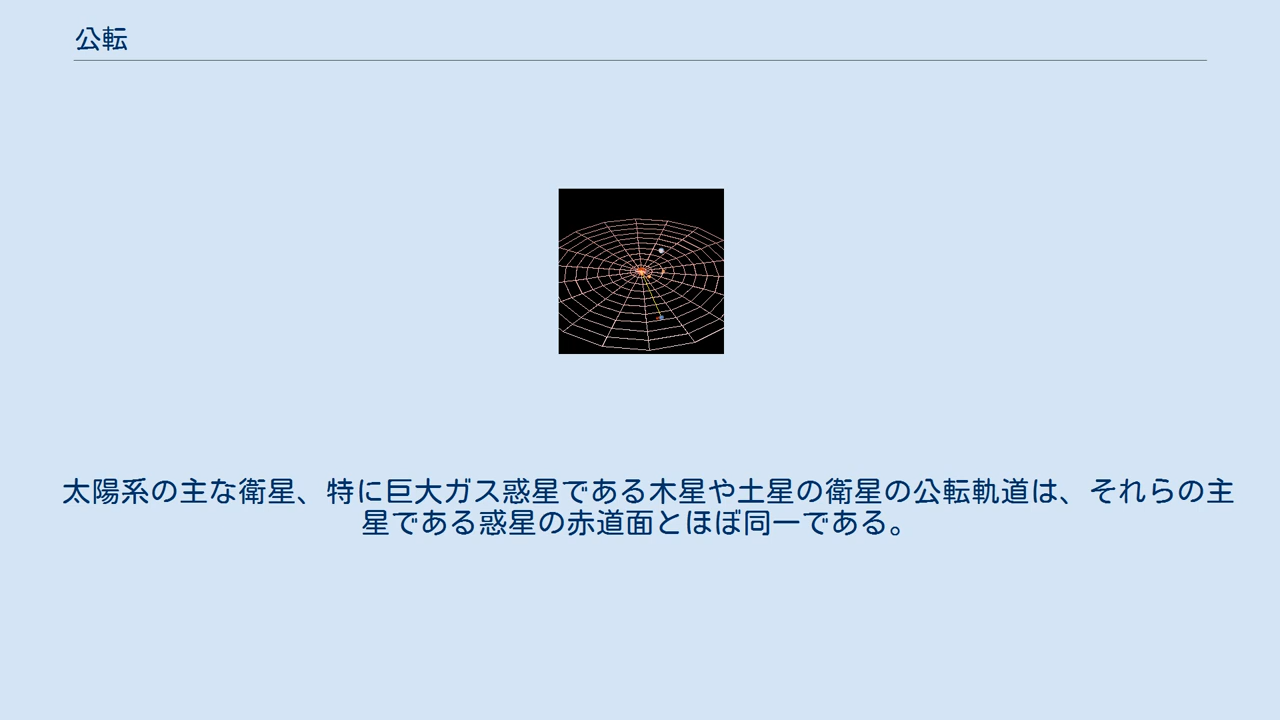 公転
太陽系の主な衛星、特に巨大ガス惑星である木星や土星の衛星の公転軌道は、それらの主
星である惑星の赤道面とほぼ同一である。